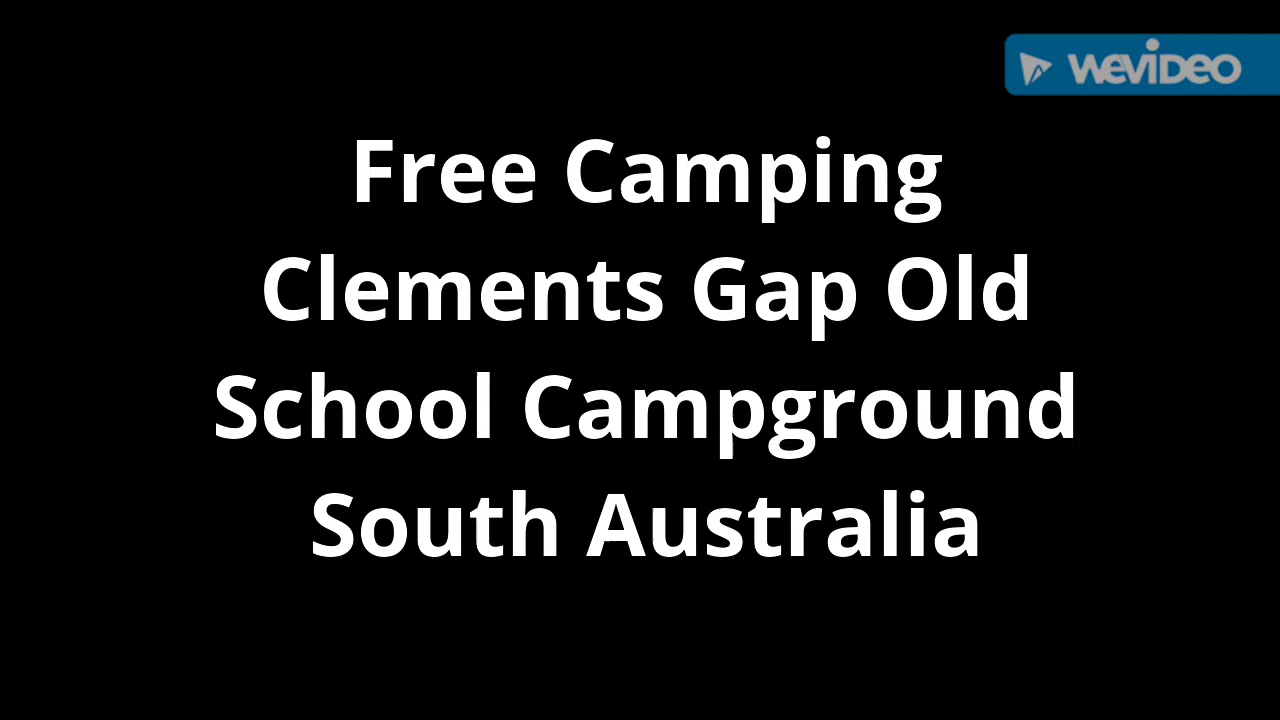 WEVIDEO
Free Camping
Clements Gap Old
School Campground
South Australia